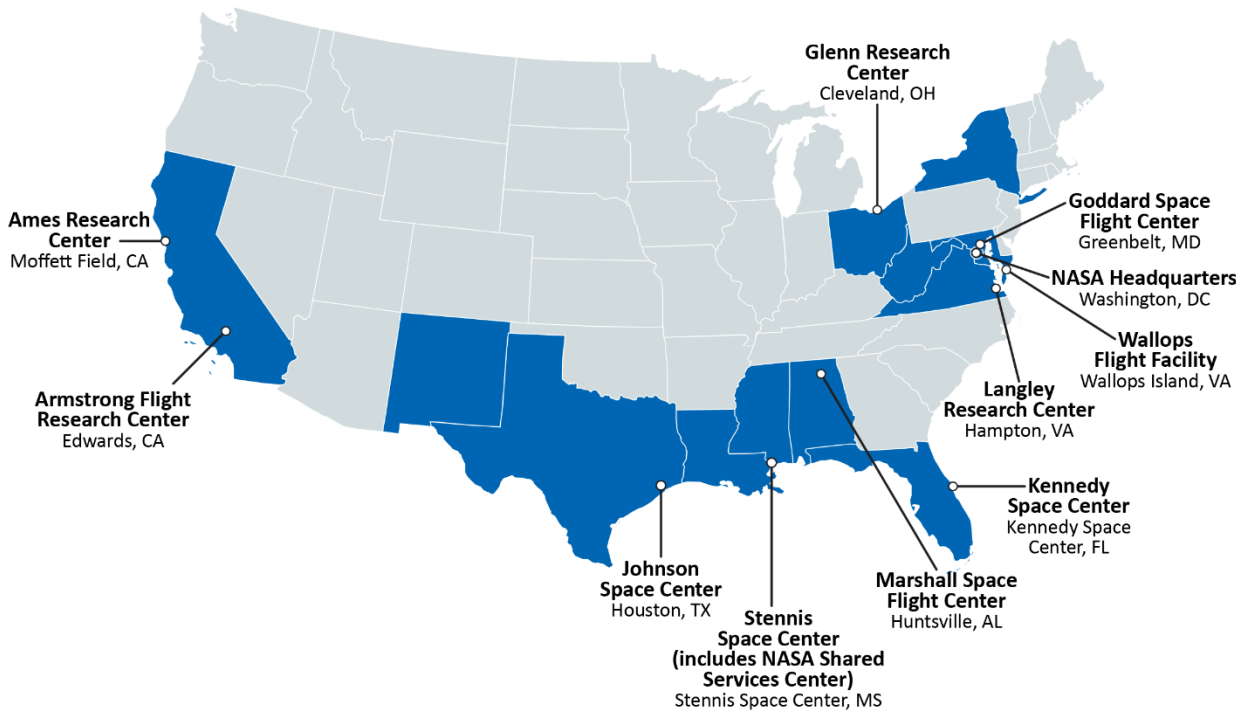 Glenn Research
Center
Cleveland, OH
Ames Research
Center
Moffett Field, CA
Goddard Space
Flight Center
Greenbelt, MD
NASA Headquarters
Washington, DC
Wallops
Flight Facility
Wallops Island, VA
Armstrong Flight
Research Center
Edwards, CA
Langley
Research Center
Hampton, VA
Kennedy
Space Center
Kennedy Space
Center, FL
Johnson
Space Center
Houston, TX
Marshall Space
Flight Center
Huntsville, AL
Stennis
Space Center
(includes NASA Shared
Services Center)
Stennis Space Center, MS